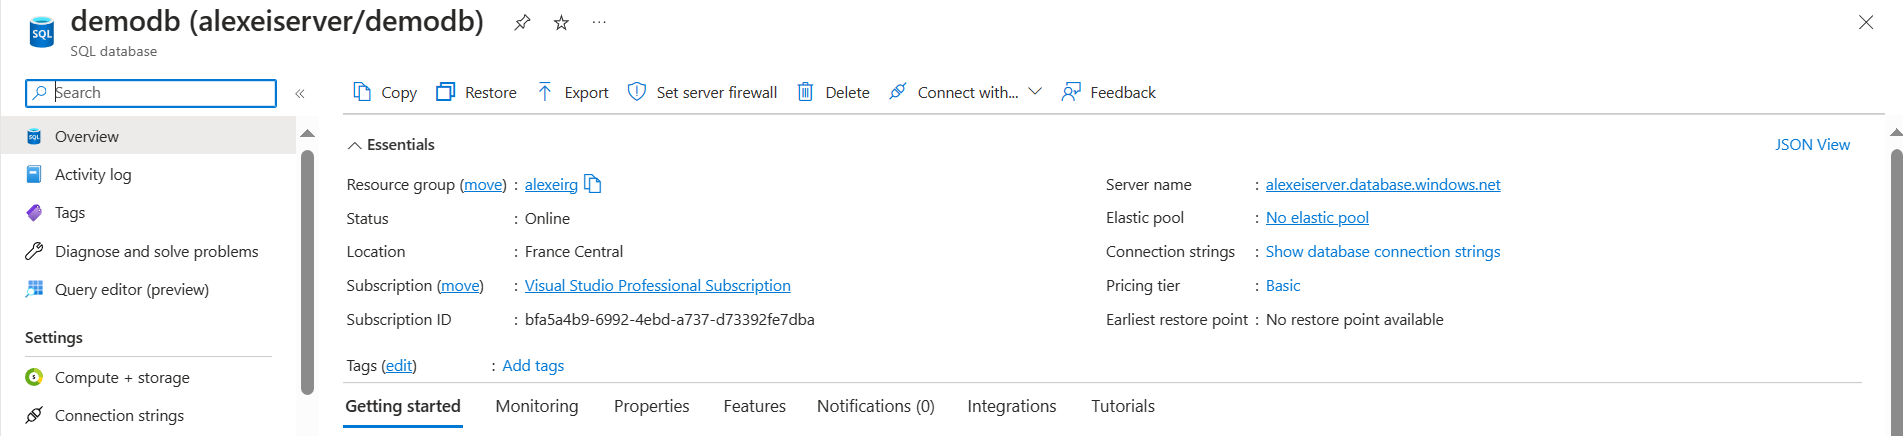 demodb (alexeiserver/demodb)
SQL
SQL database
Search
Copy Restore Export Set server firewall Delete Connect with... Feedback
SQL Overview
Activity log
Tags
Diagnose and solve problems
Query editor (preview)
Settings
Compute + storage
Connection strings
Essentials
JSON View
Resource group (move) : alexeirg
Status : Online
Location : France Central
Subscription (move) : Visual Studio Professional Subscription
Subscription ID : bfa5a4b9-6992-4ebd-a737-d73392fe7dba
Server name : alexeiserver.database.windows.net
Elastic pool : No elastic pool
Connection strings : Show database connection strings
Pricing tier : Basic
Earliest restore point : No restore point available
Tags (edit) : Add tags
Getting started Monitoring Properties Features Notifications (0) Integrations Tutorials